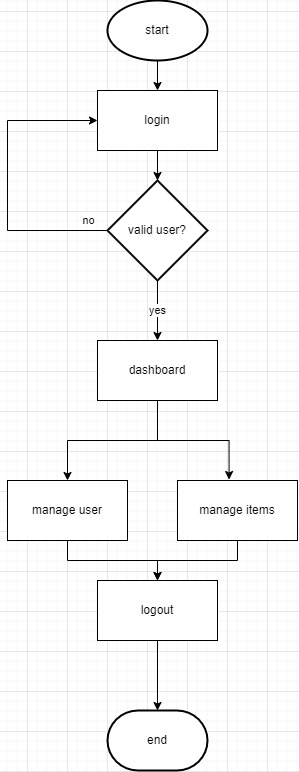 start
login
no
valid user?
yes
dashboard
manage user
manage items
logout
end